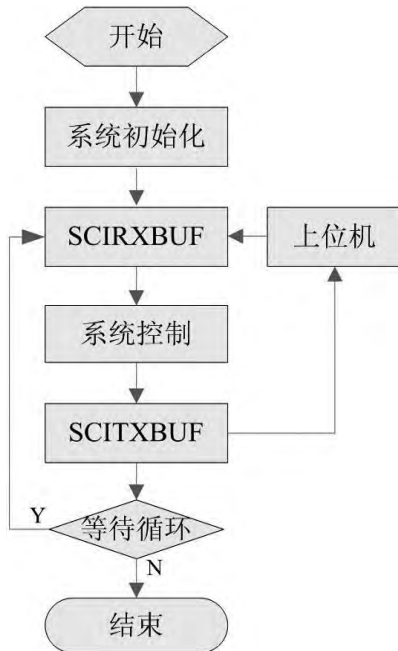 开始
系统初始化
SCIRXBUF
上位机
系统控制
SCITXBUF
Y
等待循环
N
结束